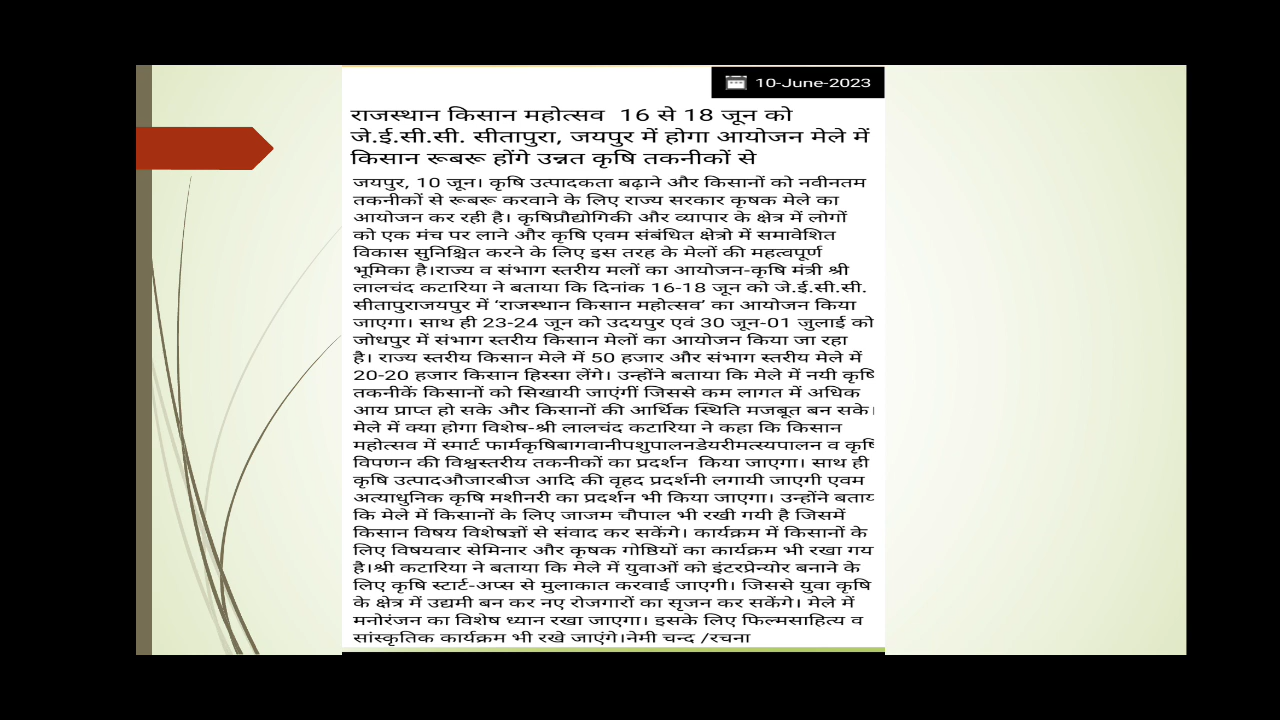 10-June-2023
राजस्थान किसान महोत्सव 16 से 18 जून को
जे.ई.सी.सी. सीतापुरा, जयपुर में होगा आयोजन मेले में
किसान रूबरू होंगे उन्नत कृषि तकनीकों से
जयपुर, 10 जून। कृषि उत्पादकता बढ़ाने और किसानों को नवीनतम
तकनीकों से रूबरू करवाने के लिए राज्य सरकार कृषक मेले का
आयोजन कर रही है। कृषिप्रौद्योगिकी और व्यापार के क्षेत्र में लोगों
को एक मंच पर लाने और कृषि एवम संबंधित क्षेत्रो में समावेशित
विकास सुनिश्चित करने के लिए इस तरह के मेलों की महत्वपूर्ण
भूमिका है।राज्य व संभाग स्तरीय मलों का आयोजन-कृषि मंत्री श्री
लालचंद कटारिया ने बताया कि दिनांक 16-18 जून को जे.ई.सी.सी.
सीतापुराजयपुर में ‘राजस्थान किसान महोत्सव’ का आयोजन किया
जाएगा। साथ ही 23-24 जून को उदयपुर एवं 30 जून-01 जुलाई को
जोधपुर में संभाग स्तरीय किसान मेलों का आयोजन किया जा रहा
है। राज्य स्तरीय किसान मेले में 50 हजार और संभाग स्तरीय मेले में
20-20 हजार किसान हिस्सा लेंगे। उन्होंने बताया कि मेले में नयी कृषि
तकनीकें किसानों को सिखायी जाएंगीं जिससे कम लागत में अधिक
आय प्राप्त हो सके और किसानों की आर्थिक स्थिति मजबूत बन सके।
मेले में क्या होगा विशेष-श्री लालचंद कटारिया ने कहा कि किसान
महोत्सव में स्मार्ट फार्मकृषिबागवानीपशुपालनडेयरीमत्स्यपालन व कृषि
विपणन की विश्वस्तरीय तकनीकों का प्रदर्शन किया जाएगा। साथ ही
कृषि उत्पादऔजारबीज आदि की वृहद प्रदर्शनी लगायी जाएगी एवम
अत्याधुनिक कृषि मशीनरी का प्रदर्शन भी किया जाएगा। उन्होंने बताय
कि मेले में किसानों के लिए जाजम चौपाल भी रखी गयी है जिसमें
किसान विषय विशेषज्ञों से संवाद कर सकेंगे। कार्यक्रम में किसानों के
लिए विषयवार सेमिनार और कृषक गोष्ठियों का कार्यक्रम भी रखा गय
है।श्री कटारिया ने बताया कि मेले में युवाओं को इंटरप्रेन्योर बनाने के
लिए कृषि स्टार्ट-अप्स से मुलाकात करवाई जाएगी। जिससे युवा कृषि
के क्षेत्र में उद्यमी बन कर नए रोजगारों का सृजन कर सकेंगे। मेले में
मनोरंजन का विशेष ध्यान रखा जाएगा। इसके लिए फिल्मसाहित्य व
सांस्कृतिक कार्यक्रम भी रखे जाएंगे।नेमी चन्द /रचना